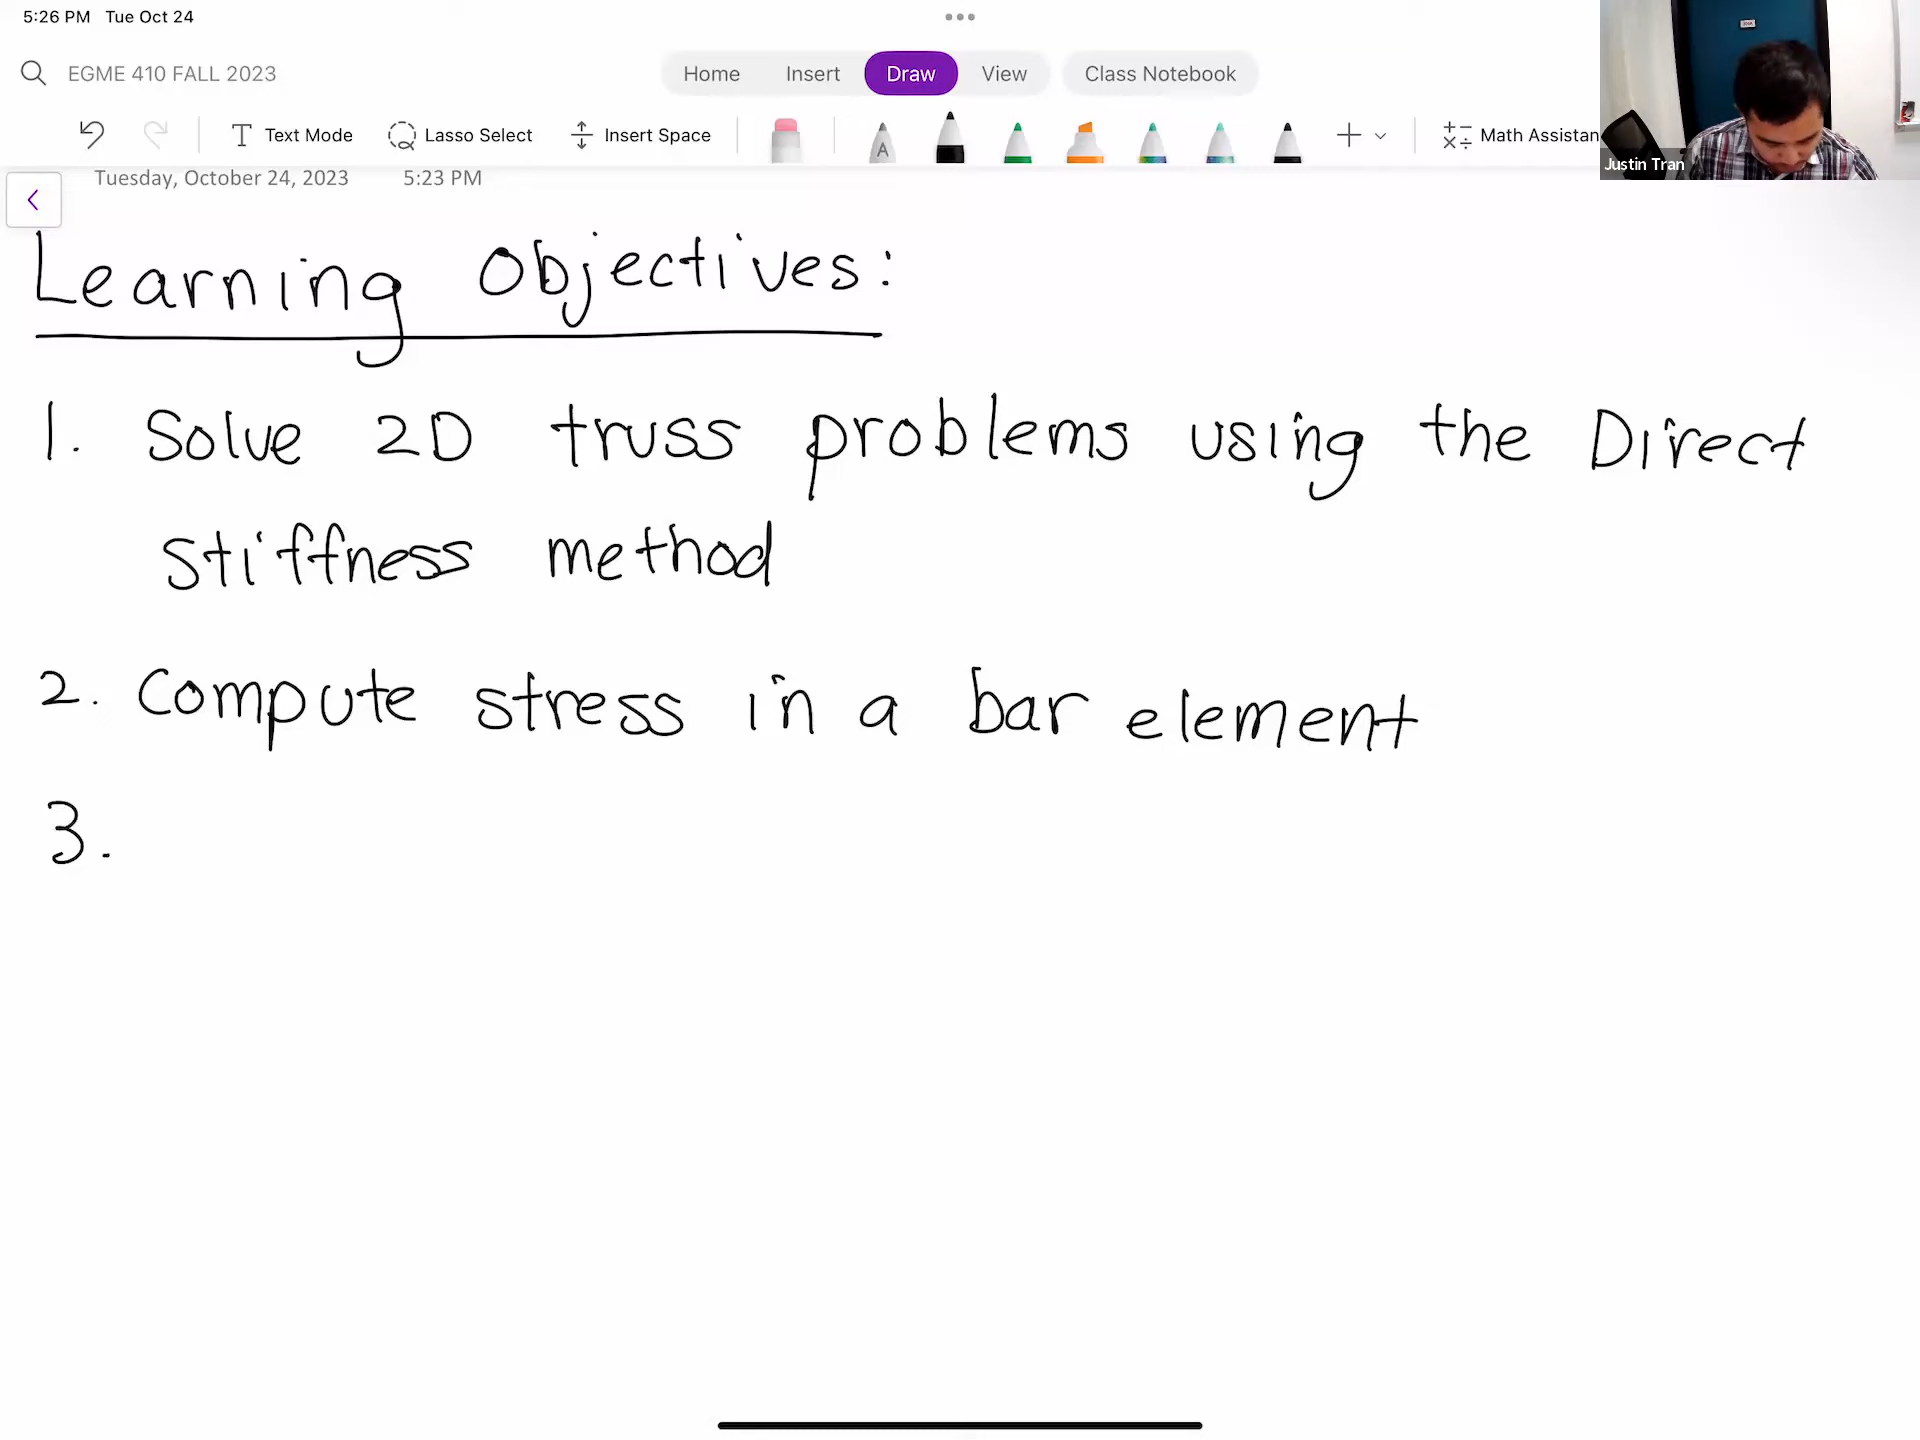 5:26 PM Tue Oct 24
EGME 410 FALL 2023
Home Insert Draw View Class Notebook
T Text Mode Lasso Select Insert Space A Math Assistan
Justin Tran
Tuesday, October 24, 2023 5:23 PM
Learning Objectives:
1. Solve 2D truss problems using the Direct
stiffness method
2. Compute stress in a bar element
3.